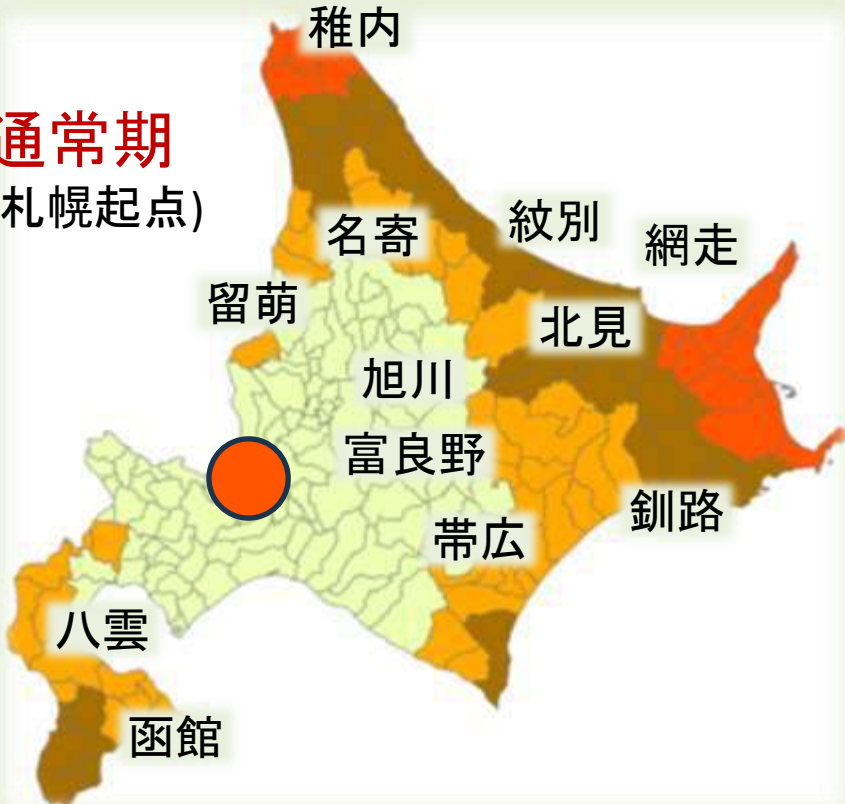 稚内
通常期
札幌起点)
名寄
紋別
網走
留萌
北見
旭川
富良野
釧路
帯広
八雲
函館